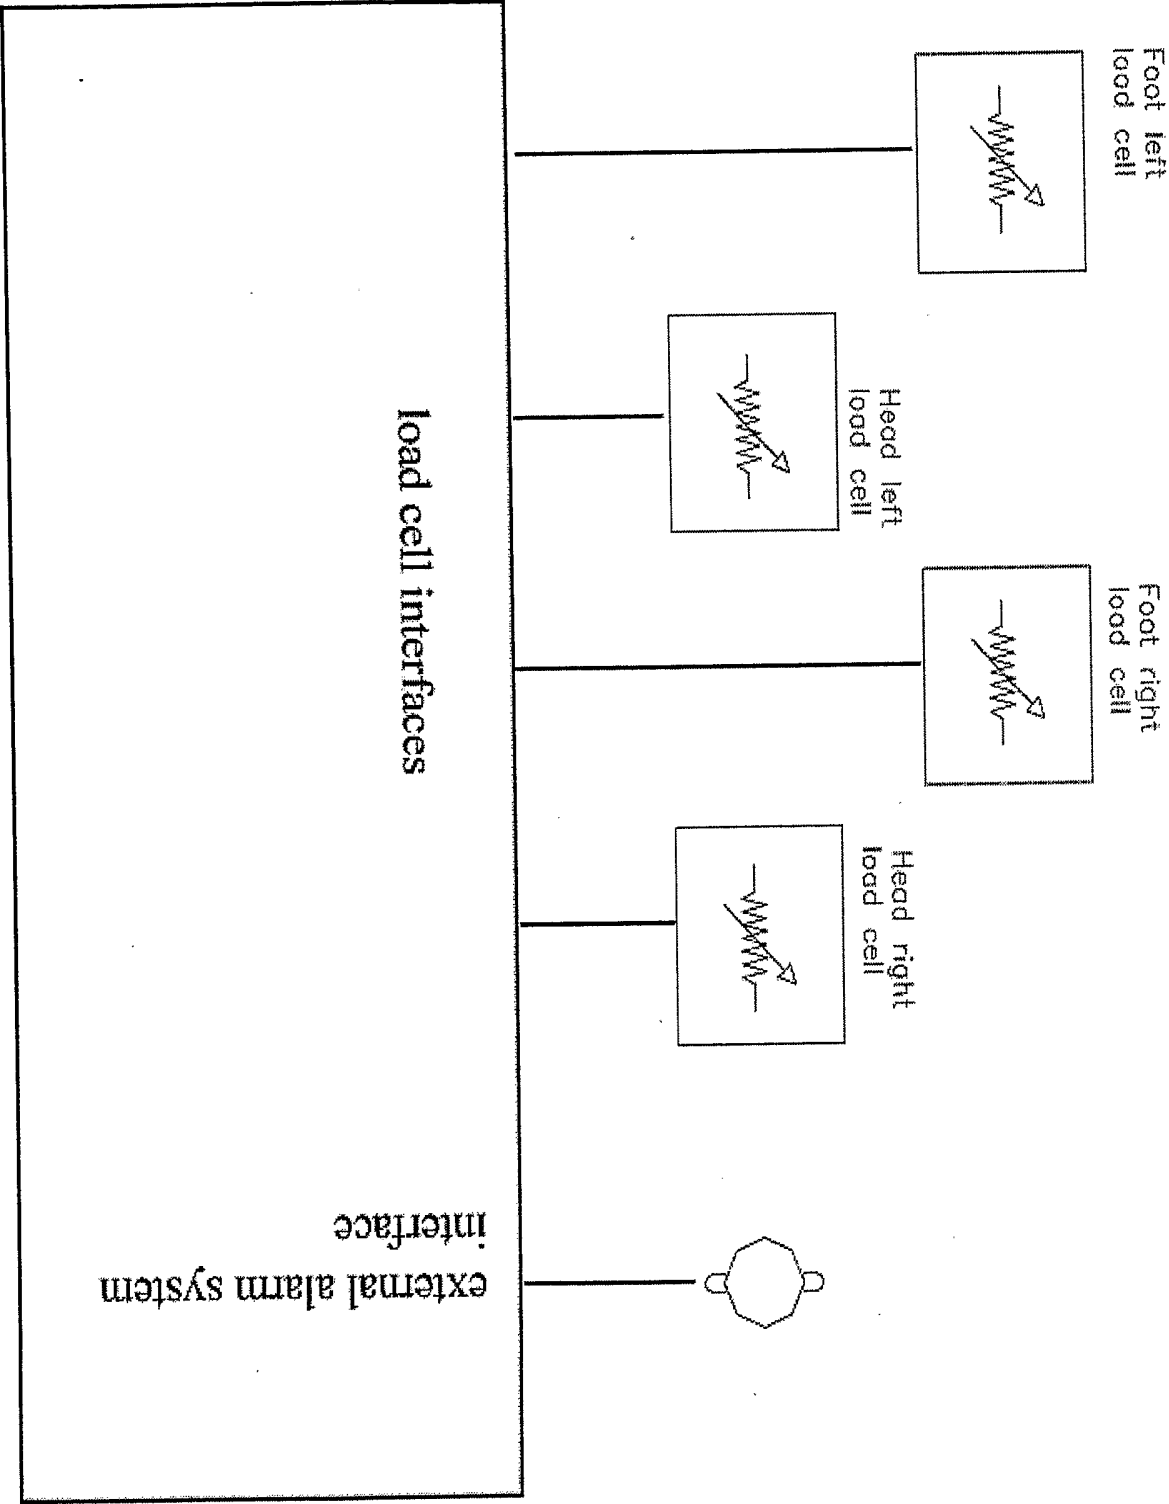 Foot left
load cell
Head left
load cell
Foot right
load cell
Head right
load cell
load cell interfaces
external alarm system
interface